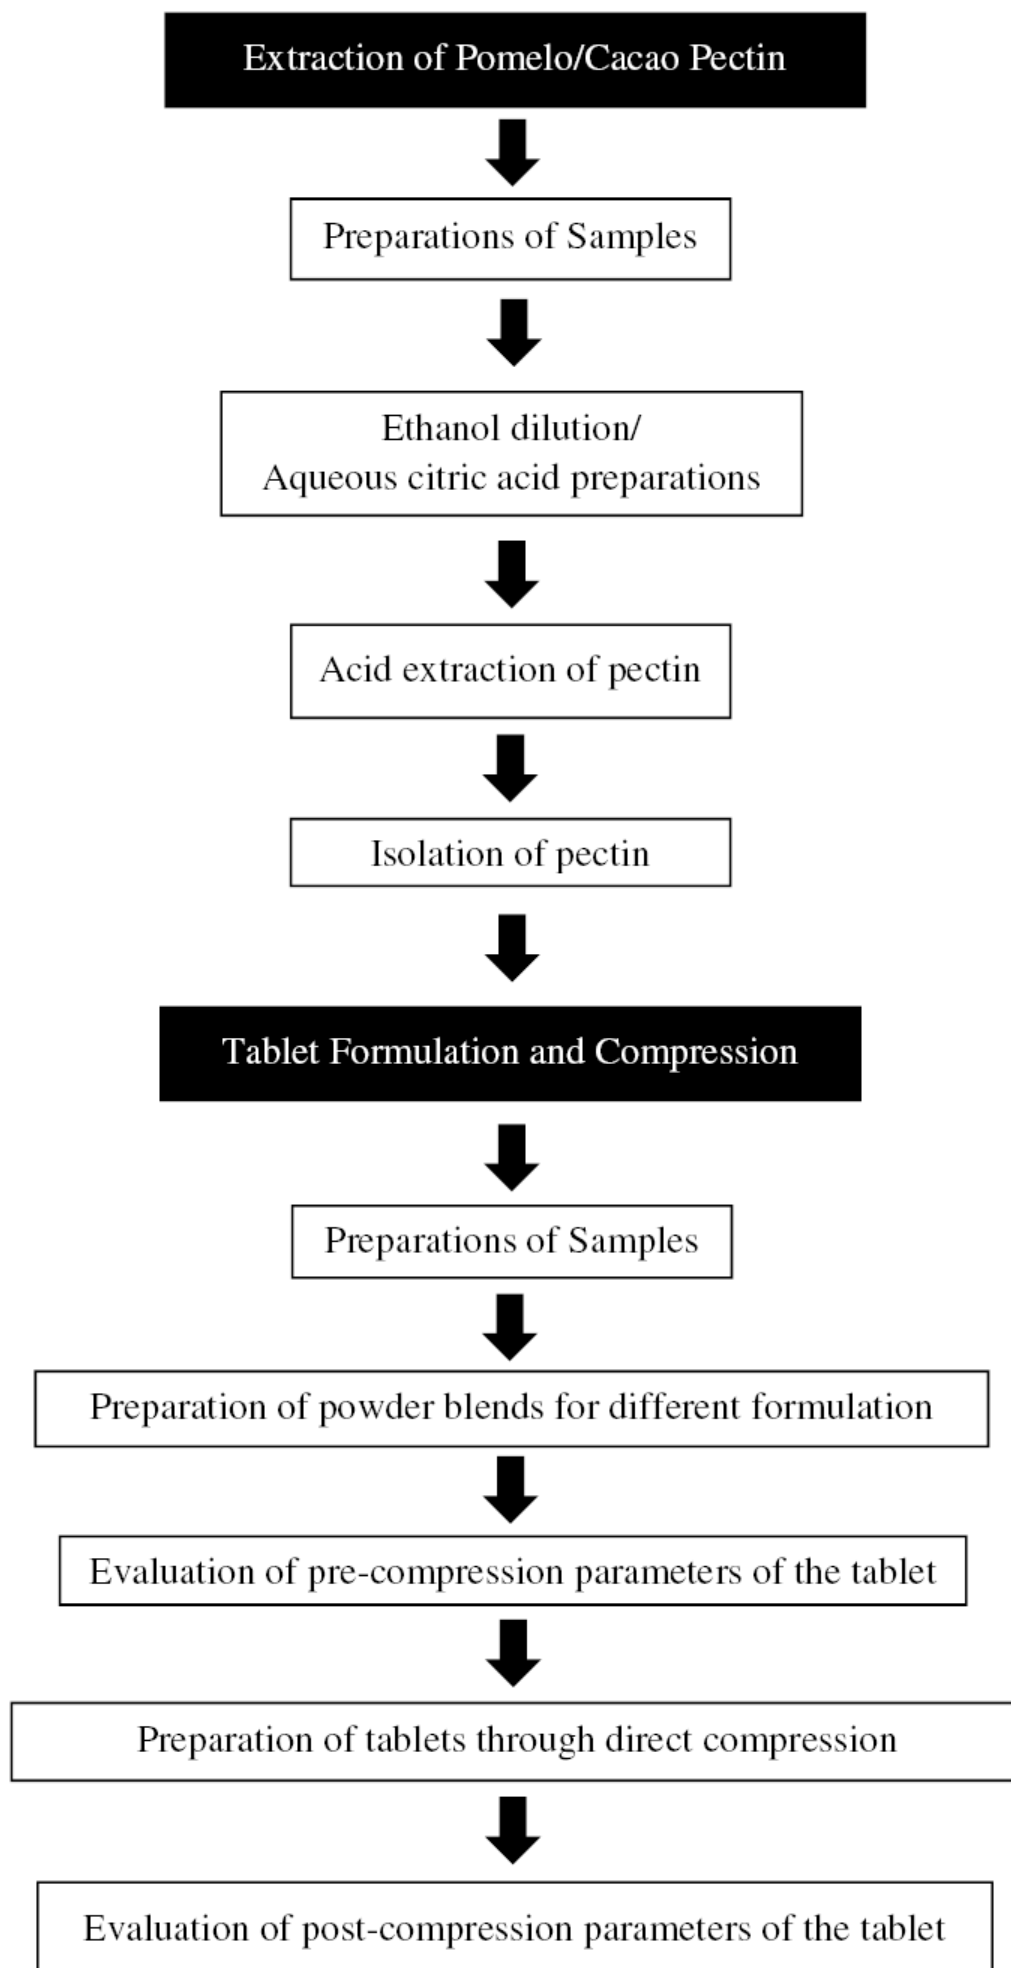 Extraction of Pomelo/Cacao Pectin
Preparations of Samples
Ethanol dilution/
Aqueous citric acid preparations
Acid extraction of pectin
Isolation of pectin
Tablet Formulation and Compression
Preparations of Samples
Preparation of powder blends for different formulation
Evaluation of pre-compression parameters of the tablet
Preparation of tablets through direct compression
Evaluation of post-compression parameters of the tablet